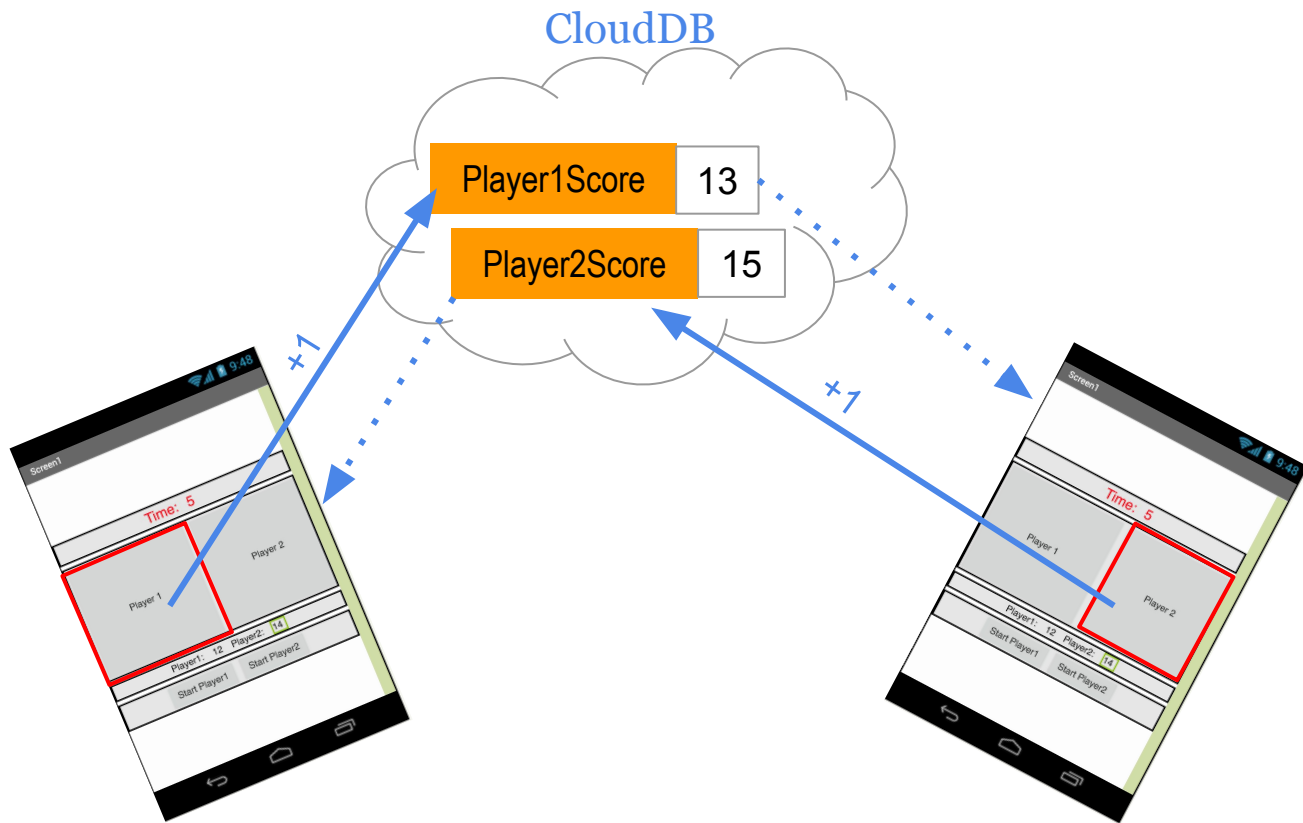 CloudDB
Player1Score 13
Player2Score 15
+1
+1
9:48
Screen1
Time: 5
Player 1
Player 2
Player1: 12 Player2: 14
Start Player1 Start Player2
Screen1
9:48
Time: 5
Player 1
Player 2
Player1: 12 Player2: 14
Start Player1 Start Player2